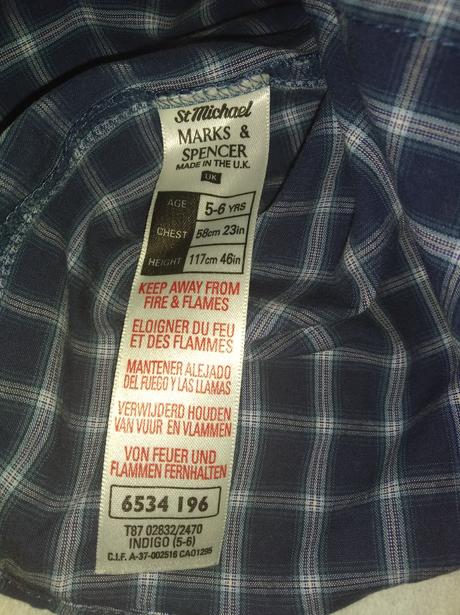 St Michael
MARKS &
SPENCER
MADE IN THE U.K.
UK
AGE 5-6 YRS
CHEST 58cm 23in
HEIGHT 117cm 46in
KEEP AWAY FROM
FIRE & FLAMES
ELOIGNER DU FEU
ET DES FLAMMES
MANTENER ALEJADO
DEL FUEGO Y LAS LLAMAS
VERWIJDERD HOUDEN
VAN VUUR EN VLAMMEN
VON FEUER UND
FLAMMEN FERNHALTEN
6534 196
T87 02832/2470
INDIGO (5-6)
C.I.F. A-37-002516 CA01295